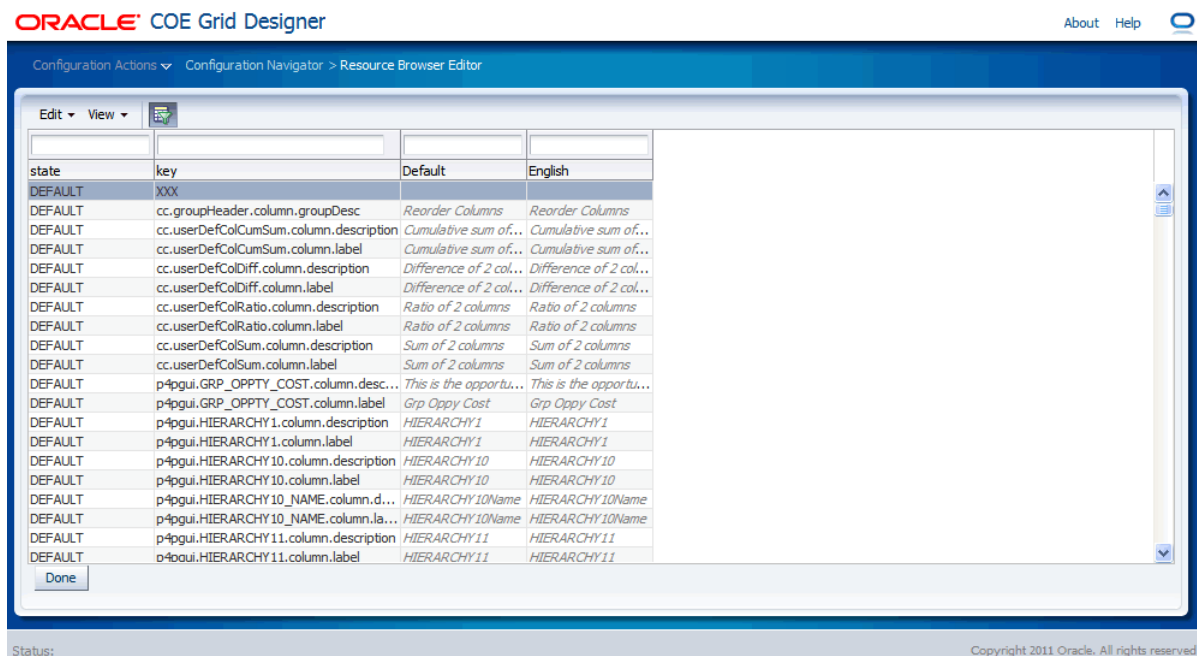 ORACLE COE Grid Designer About Help
Configuration Actions Configuration Navigator > Resource Browser Editor
Edit View
state key Default English
DEFAULT XXX
DEFAULT cc.groupHeader.column.groupDesc Reorder Columns Reorder Columns
DEFAULT cc.userDefColCumSum.column.description Cumulative sum of... Cumulative sum of...
DEFAULT cc.userDefColCumSum.column.label Cumulative sum of... Cumulative sum of...
DEFAULT cc.userDefColDiff.column.description Difference of 2 col... Difference of 2 col...
DEFAULT cc.userDefColDiff.column.label Difference of 2 col... Difference of 2 col...
DEFAULT cc.userDefColRatio.column.description Ratio of 2 columns Ratio of 2 columns
DEFAULT cc.userDefColRatio.column.label Ratio of 2 columns Ratio of 2 columns
DEFAULT cc.userDefColSum.column.description Sum of 2 columns Sum of 2 columns
DEFAULT cc.userDefColSum.column.label Sum of 2 columns Sum of 2 columns
DEFAULT p4pgui.GRP_OPPTY_COST.column.desc... This is the opportu... This is the opportu...
DEFAULT p4pgui.GRP_OPPTY_COST.column.label Grp Oppy Cost Grp Oppy Cost
DEFAULT p4pgui.HIERARCHY1.column.description HIERARCHY1 HIERARCHY1
DEFAULT p4pgui.HIERARCHY1.column.label HIERARCHY1 HIERARCHY1
DEFAULT p4pgui.HIERARCHY10.column.description HIERARCHY10 HIERARCHY10
DEFAULT p4pgui.HIERARCHY10.column.label HIERARCHY10 HIERARCHY10
DEFAULT p4pgui.HIERARCHY10_NAME.column.d... HIERARCHY10Name HIERARCHY10Name
DEFAULT p4pgui.HIERARCHY10_NAME.column.la... HIERARCHY10Name HIERARCHY10Name
DEFAULT p4pgui.HIERARCHY11.column.description HIERARCHY11 HIERARCHY11
DEFAULT p4pgui.HIERARCHY11.column.label HIERARCHY11 HIERARCHY11
Done
Status: Copyright 2011 Oracle. All rights reserved